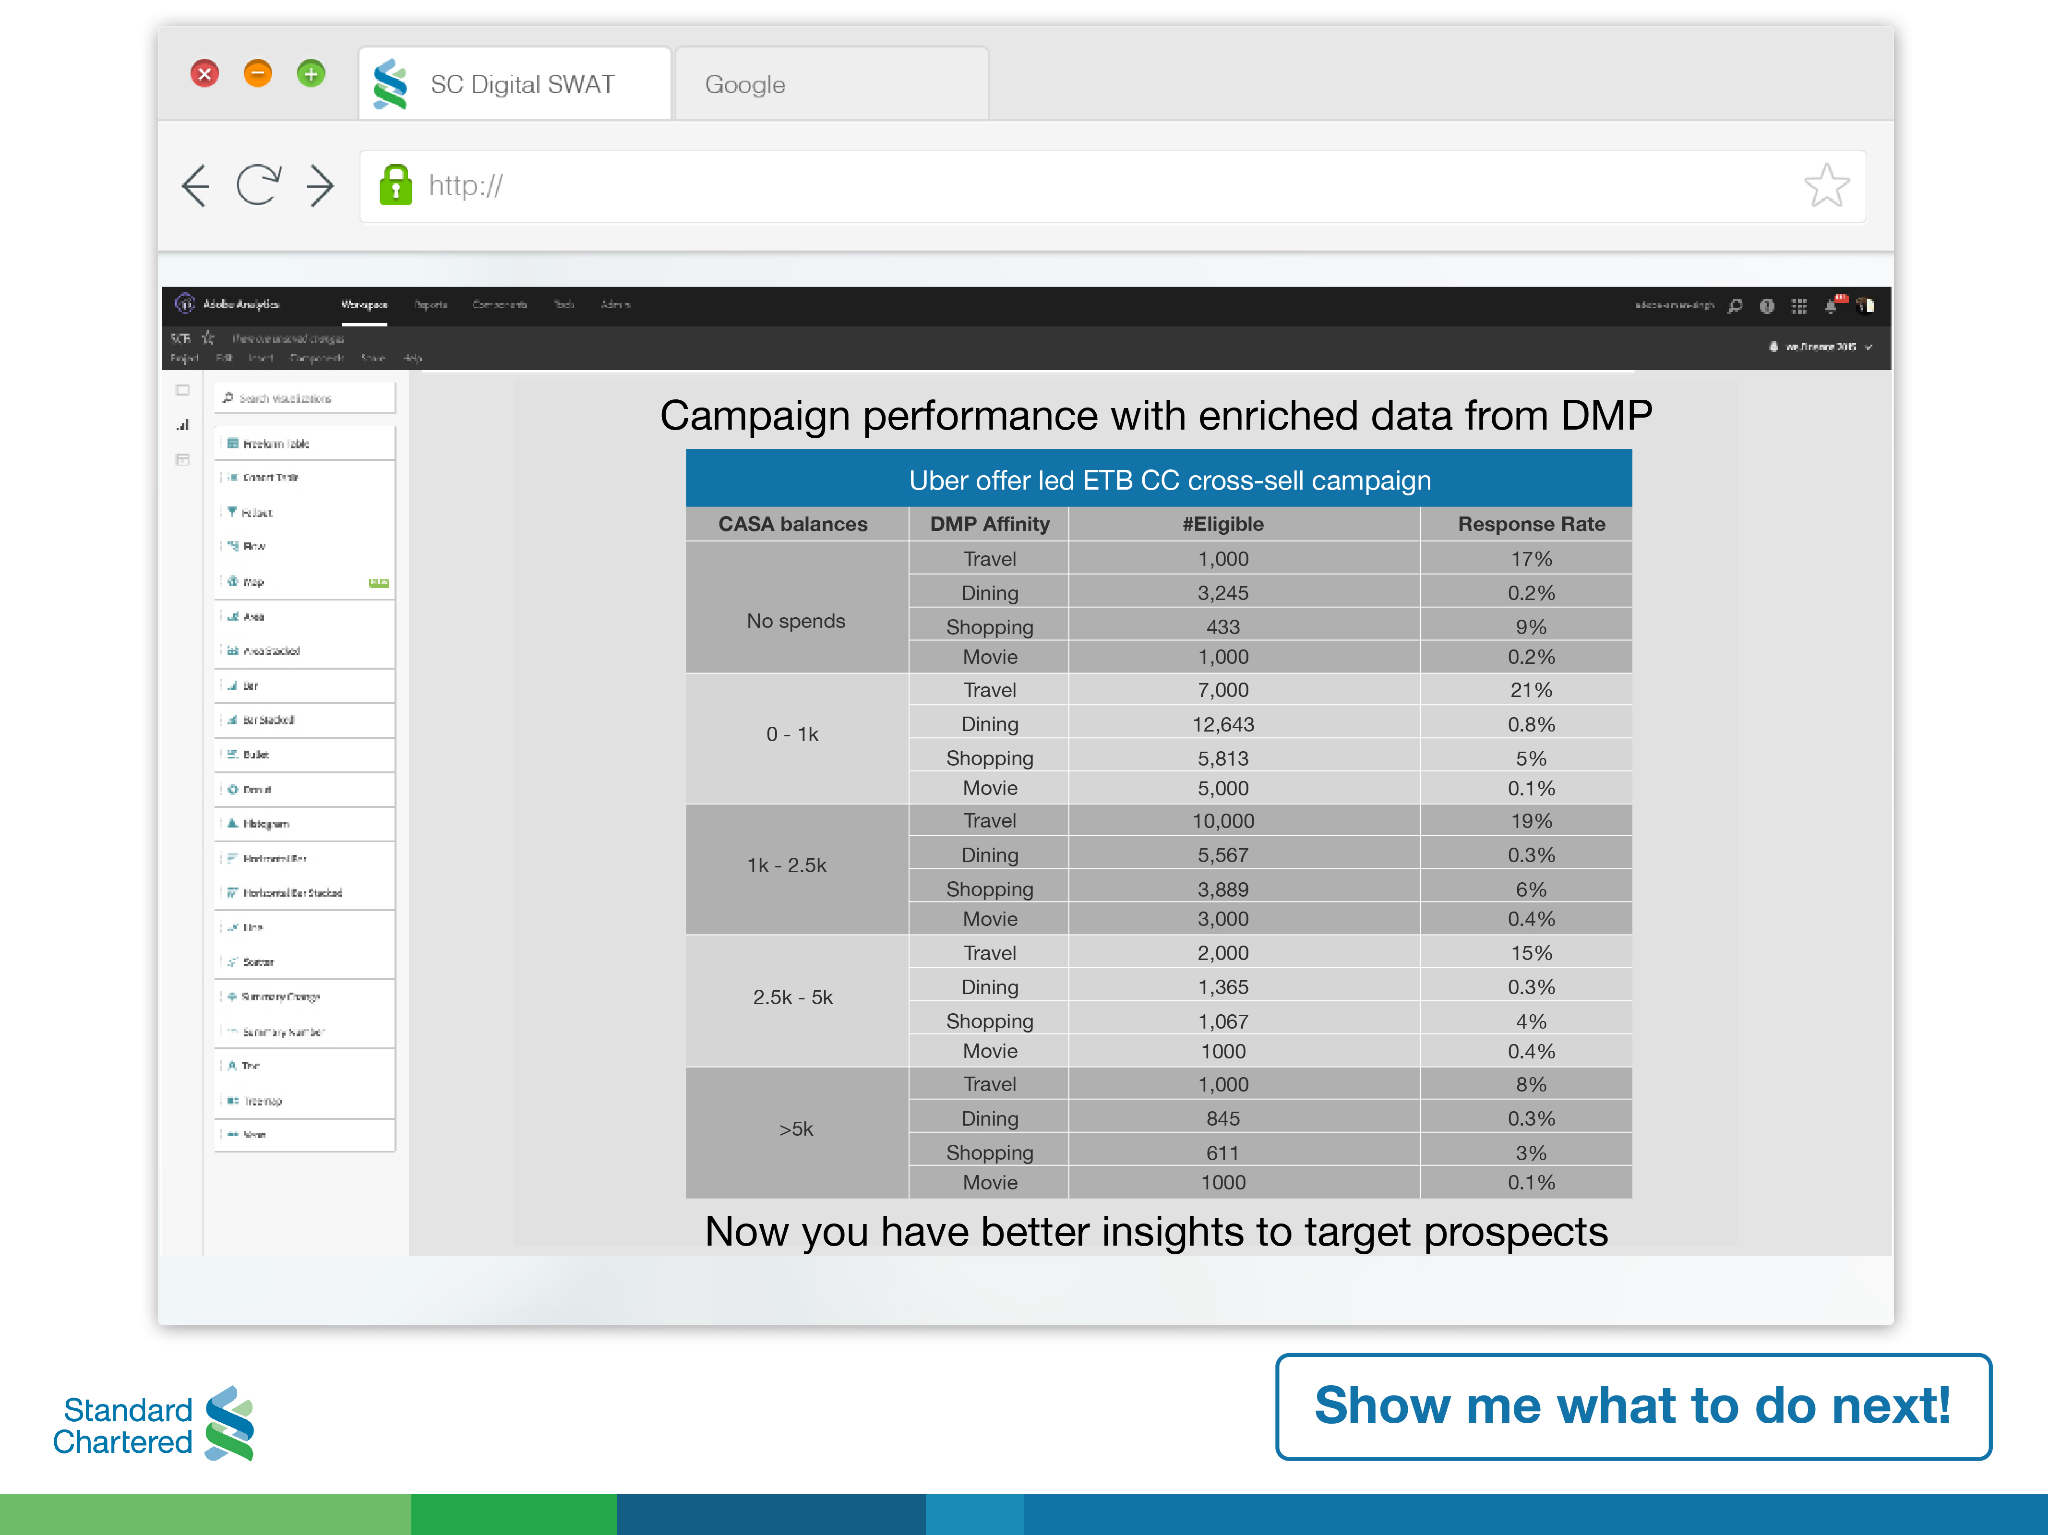 SC Digital SWAT
Google
http://
Adobe Analytics Workspace Reports Components Tools Admin
SCB There are unsaved changes
Project Edit Insert Components Share Help
we.finance 2015
Search Visualizations
Freeform Table
Cohort Table
Fallout
Flow
Map
Area
Area Stacked
Bar
Bar Stacked
Bullet
Donut
Histogram
Horizontal Bar
Horizontal Bar Stacked
Line
Scatter
Summary Change
Summary Number
Text
Treemap
Venn
Campaign performance with enriched data from DMP
Uber offer led ETB CC cross-sell campaign
CASA balances DMP Affinity #Eligible Response Rate
No spends
Travel 1,000 17%
Dining 3,245 0.2%
Shopping 433 9%
Movie 1,000 0.2%
0 - 1k
Travel 7,000 21%
Dining 12,643 0.8%
Shopping 5,813 5%
Movie 5,000 0.1%
1k - 2.5k
Travel 10,000 19%
Dining 5,567 0.3%
Shopping 3,889 6%
Movie 3,000 0.4%
2.5k - 5k
Travel 2,000 15%
Dining 1,365 0.3%
Shopping 1,067 4%
Movie 1000 0.4%
>5k
Travel 1,000 8%
Dining 845 0.3%
Shopping 611 3%
Movie 1000 0.1%
Now you have better insights to target prospects
Standard
Chartered
Show me what to do next!